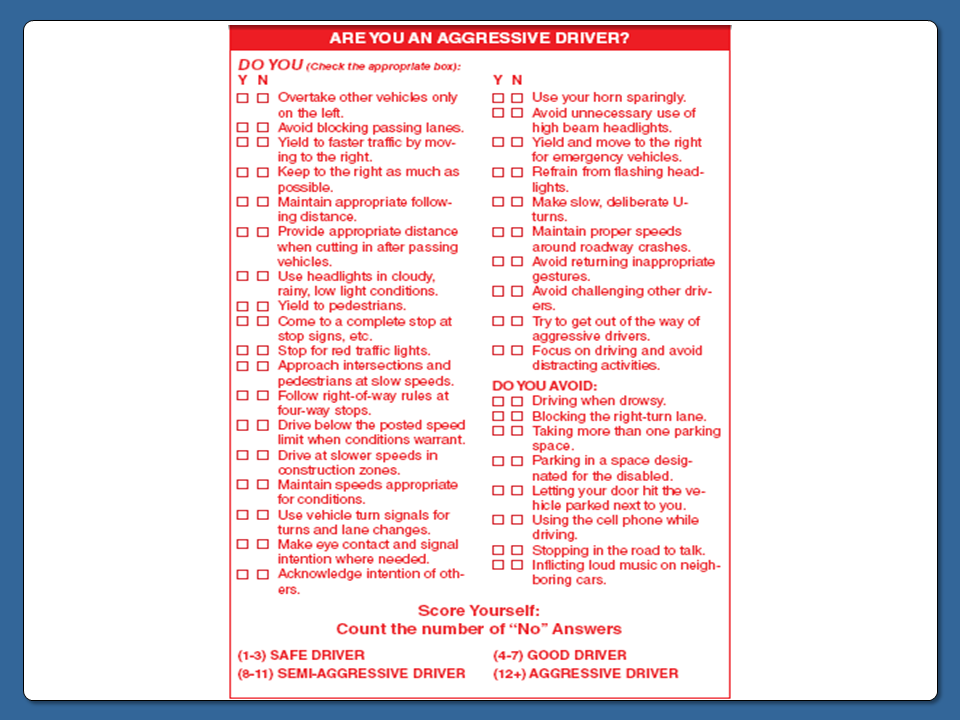 ARE YOU AN AGGRESSIVE DRIVER?
DO YOU (Check the appropriate box):
Y N
Overtake other vehicles only
on the left.
Avoid blocking passing lanes.
Yield to faster traffic by mov-
ing to the right.
Keep to the right as much as
possible.
Maintain appropriate follow-
ing distance.
Provide appropriate distance
when cutting in after passing
vehicles.
Use headlights in cloudy,
rainy, low light conditions.
Yield to pedestrians.
Come to a complete stop at
stop signs, etc.
Stop for red traffic lights.
Approach intersections and
pedestrians at slow speeds.
Follow right-of-way rules at
four-way stops.
Drive below the posted speed
limit when conditions warrant.
Drive at slower speeds in
construction zones.
Maintain speeds appropriate
for conditions.
Use vehicle turn signals for
turns and lane changes.
Make eye contact and signal
intention where needed.
Acknowledge intention of oth-
ers.
Y N
Use your horn sparingly.
Avoid unnecessary use of
high beam headlights.
Yield and move to the right
for emergency vehicles.
Refrain from flashing head-
lights.
Make slow, deliberate U-
turns.
Maintain proper speeds
around roadway crashes.
Avoid returning inappropriate
gestures.
Avoid challenging other driv-
ers.
Try to get out of the way of
aggressive drivers.
Focus on driving and avoid
distracting activities.
DO YOU AVOID:
Driving when drowsy.
Blocking the right-turn lane.
Taking more than one parking
space.
Parking in a space desig-
nated for the disabled.
Letting your door hit the ve-
hicle parked next to you.
Using the cell phone while
driving.
Stopping in the road to talk.
Inflicting loud music on neigh-
boring cars.
Score Yourself:
Count the number of “No” Answers
(1-3) SAFE DRIVER
(4-7) GOOD DRIVER
(8-11) SEMI-AGGRESSIVE DRIVER
(12+) AGGRESSIVE DRIVER